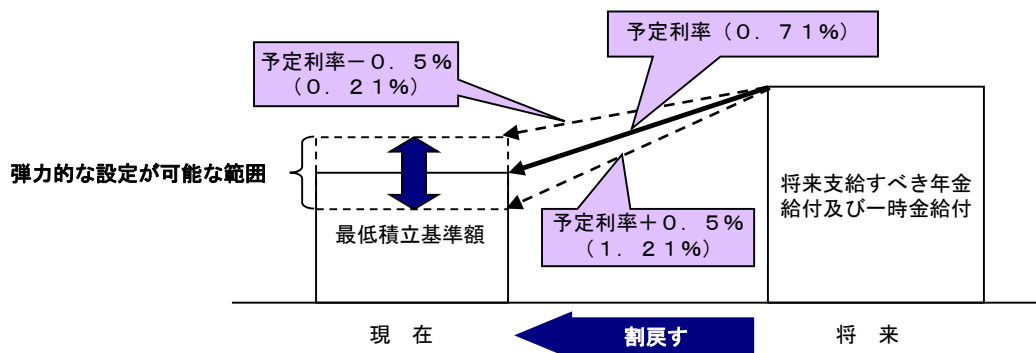 予定利率（０．７１％）
予定利率－０．５％
（０．２１％）
弾力的な設定が可能な範囲
将来支給すべき年金
給付及び一時金給付
最低積立基準額
予定利率＋０．５％
（１．２１％）
現　在
割戻す
将　来